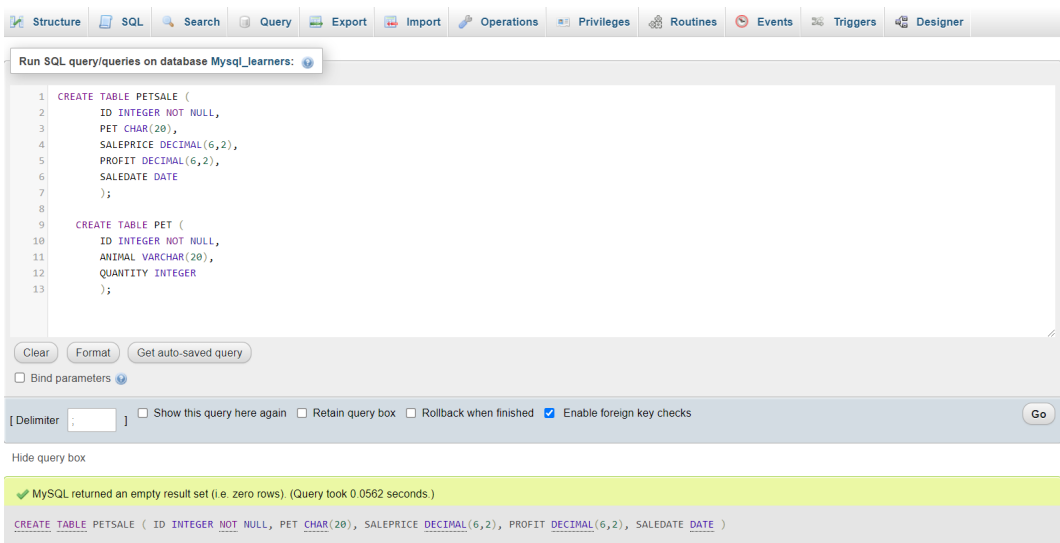 Structure SQL Search Query Export Import Operations Privileges Routines Events Triggers Designer
Run SQL query/queries on database Mysql_learners:
1 CREATE TABLE PETSALE (
2 ID INTEGER NOT NULL,
3 PET CHAR(20),
4 SALEPRICE DECIMAL(6,2),
5 PROFIT DECIMAL(6,2),
6 SALEDATE DATE
7 );
8
9 CREATE TABLE PET (
10 ID INTEGER NOT NULL,
11 ANIMAL VARCHAR(20),
12 QUANTITY INTEGER
13 );
Clear Format Get auto-saved query
Bind parameters
[ Delimiter ; ] Show this query here again Retain query box Rollback when finished Enable foreign key checks Go
Hide query box
MySQL returned an empty result set (i.e. zero rows). (Query took 0.0562 seconds.)
CREATE TABLE PETSALE ( ID INTEGER NOT NULL, PET CHAR(20), SALEPRICE DECIMAL(6,2), PROFIT DECIMAL(6,2), SALEDATE DATE )